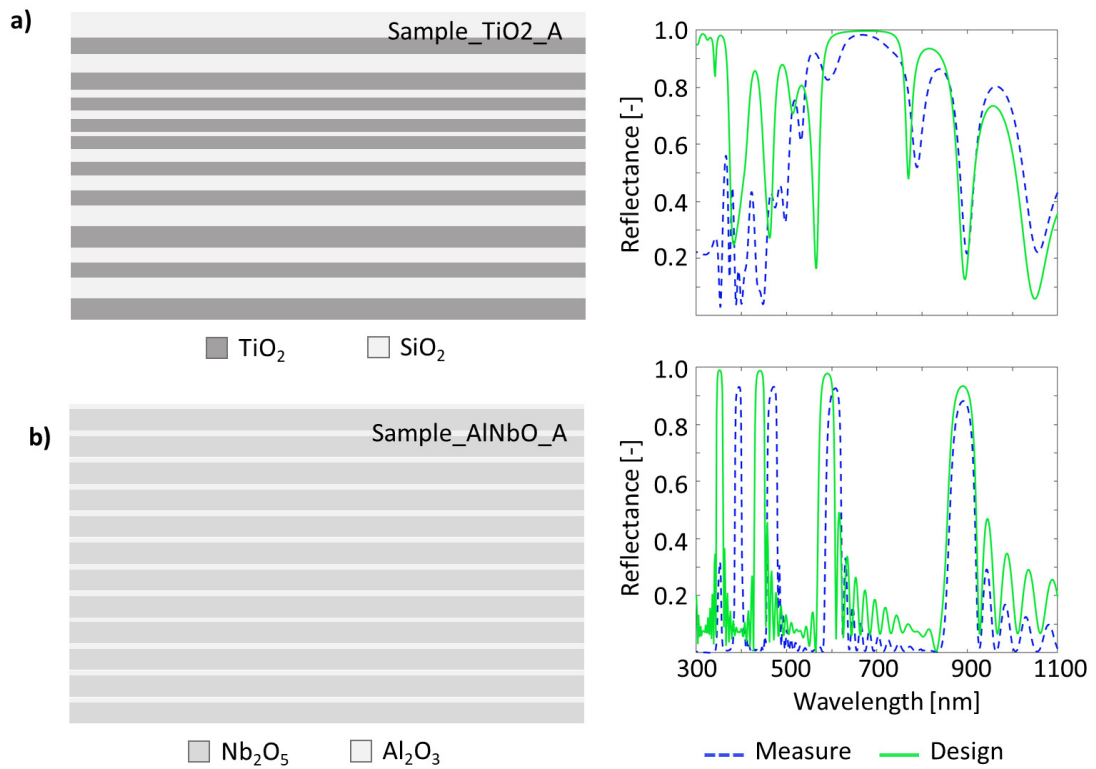 a)
Sample_TiO2_A
TiO₂ SiO₂
Reflectance [-]
1.0
0.8
0.6
0.4
0.2
b)
Sample_AlNbO_A
Nb₂O₅ Al₂O₃
Reflectance [-]
1.0
0.8
0.6
0.4
0.2
300 500 700 900 1100
Wavelength [nm]
Measure Design